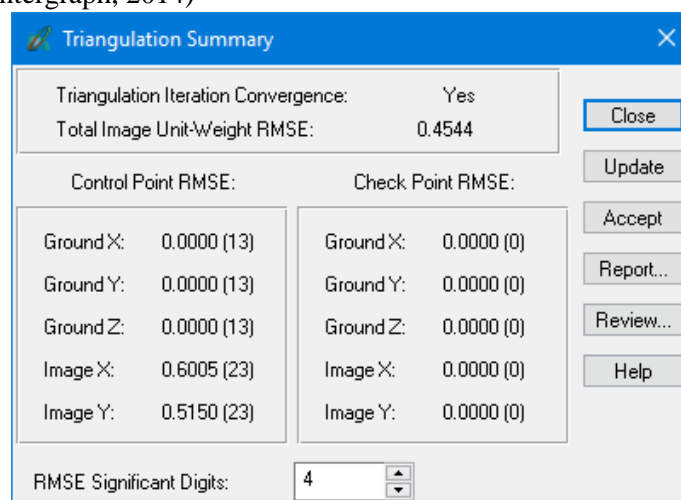 ntergraph, 2014)
Triangulation Summary
Triangulation Iteration Convergence: Yes
Total Image Unit-Weight RMSE: 0.4544
Close
Update
Accept
Report...
Review...
Help
Control Point RMSE:
Ground X: 0.0000 (13)
Ground Y: 0.0000 (13)
Ground Z: 0.0000 (13)
Image X: 0.6005 (23)
Image Y: 0.5150 (23)
Check Point RMSE:
Ground X: 0.0000 (0)
Ground Y: 0.0000 (0)
Ground Z: 0.0000 (0)
Image X: 0.0000 (0)
Image Y: 0.0000 (0)
RMSE Significant Digits: 4